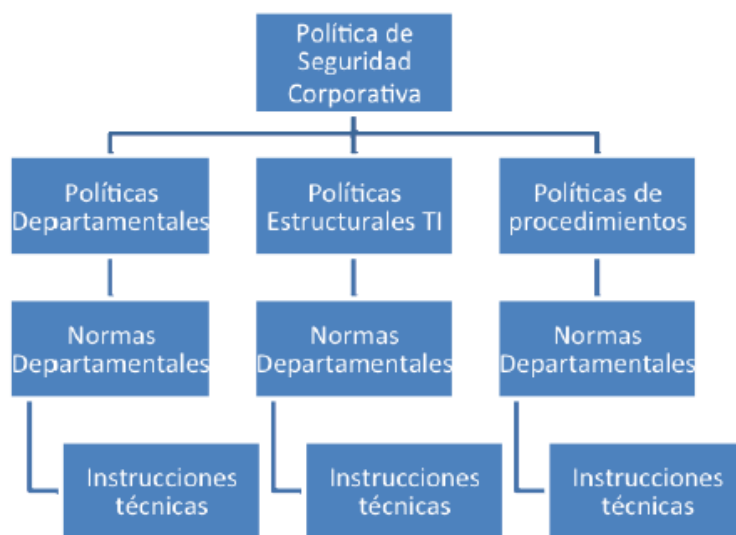 Política de
Seguridad
Corporativa
Políticas
Departamentales
Políticas
Estructurales TI
Políticas de
procedimientos
Normas
Departamentales
Normas
Departamentales
Normas
Departamentales
Instrucciones
técnicas
Instrucciones
técnicas
Instrucciones
técnicas